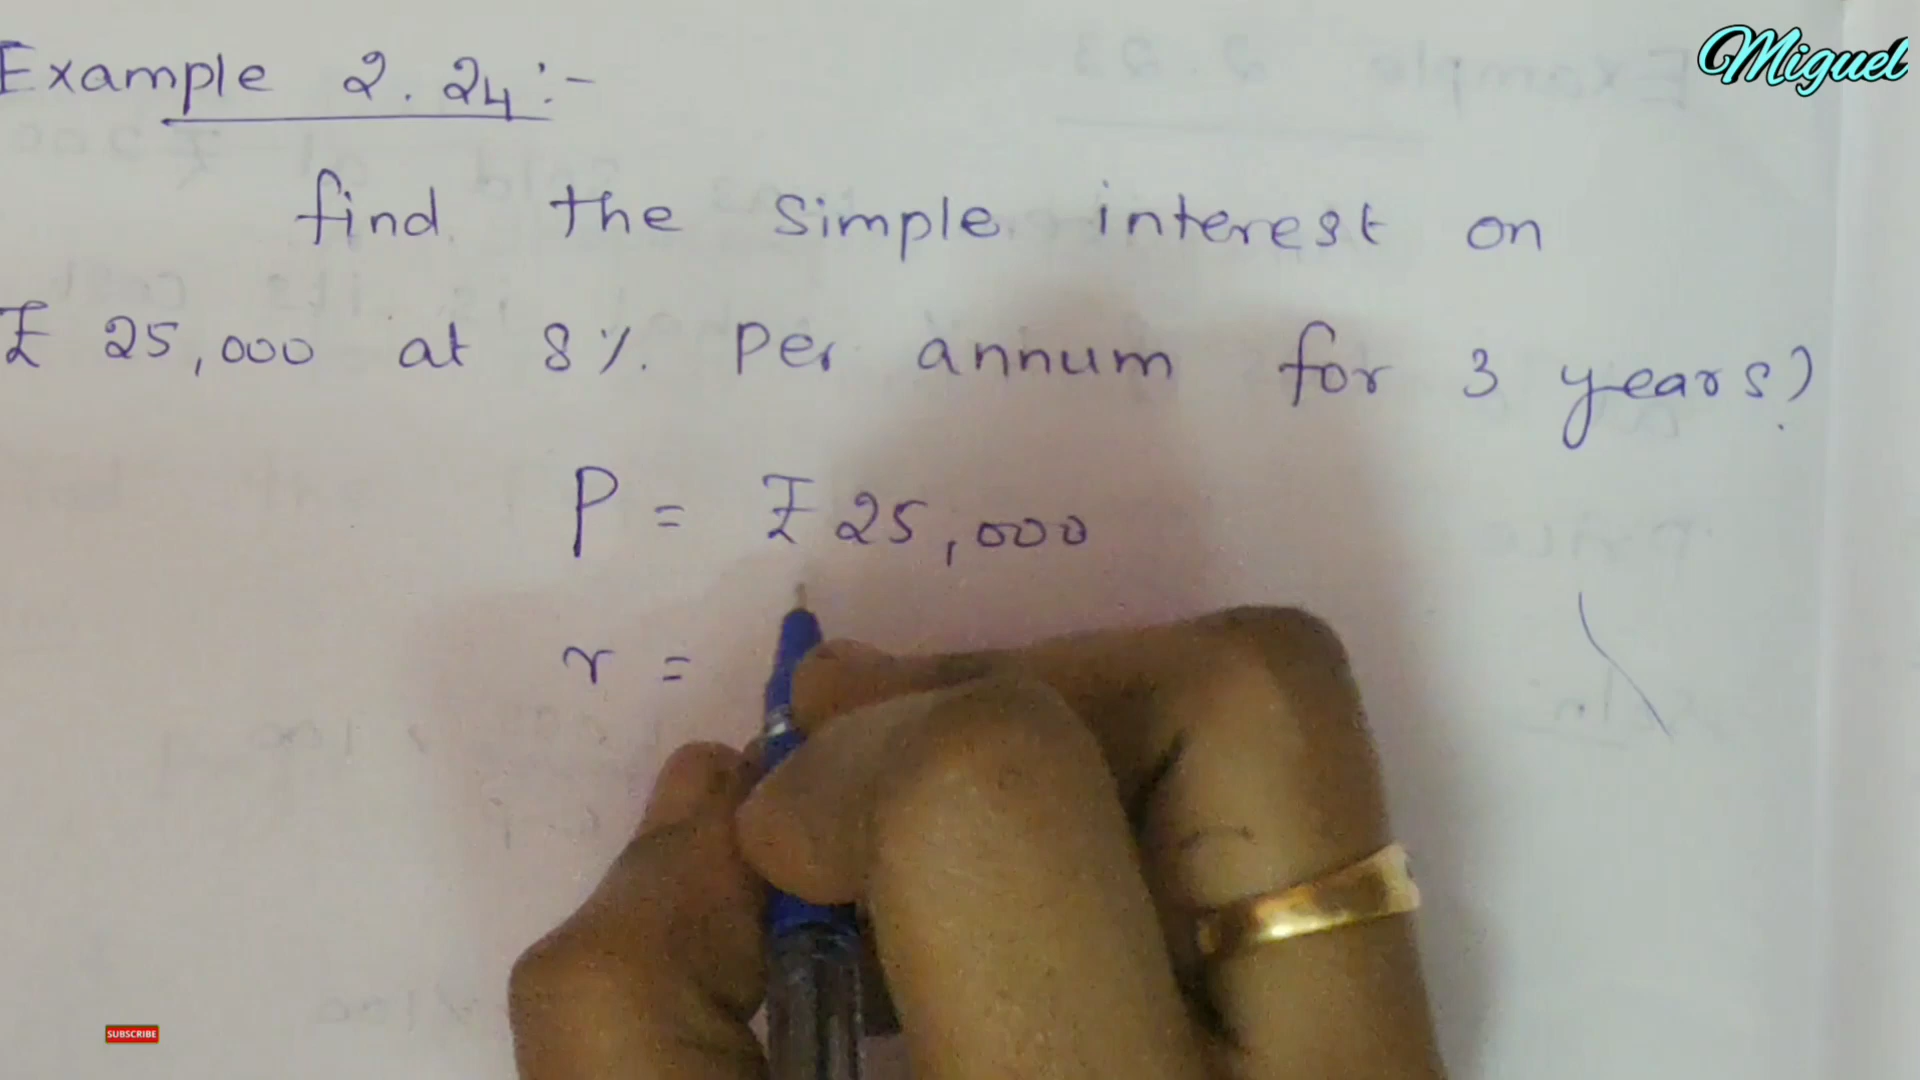 Example 2.24:-
Miguel
find the Simple interest on
₹ 25,000 at 8%. Per annum for 3 years?
P = ₹25,000
r =
SUBSCRIBE